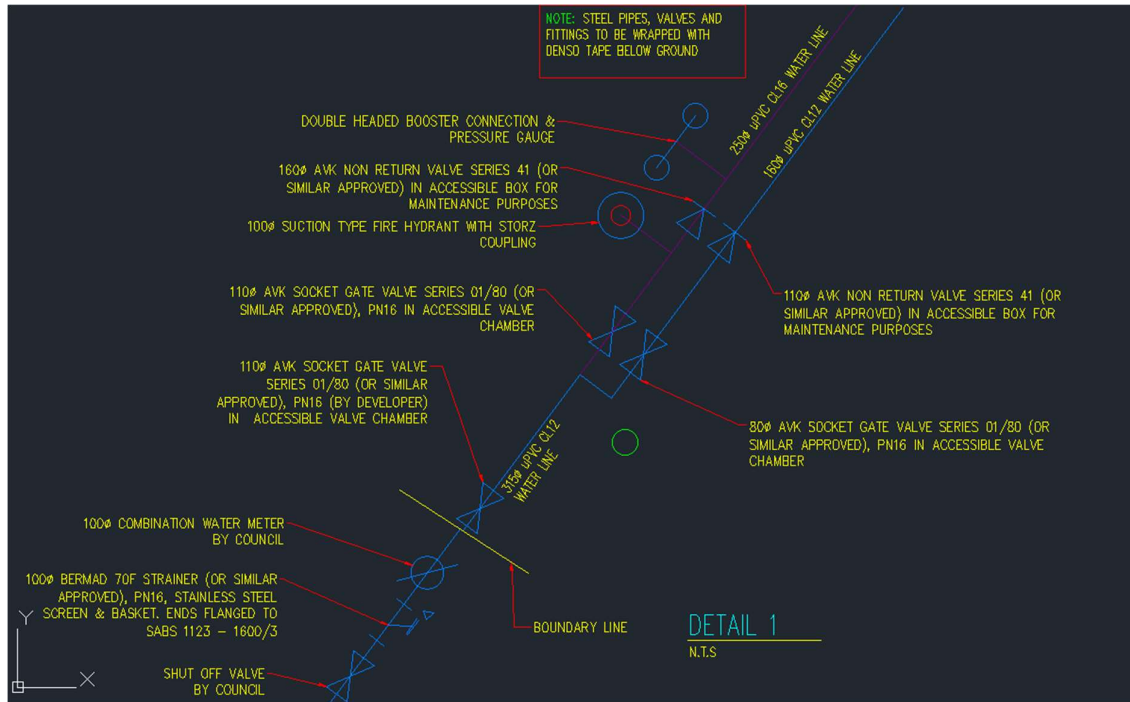 NOTE: STEEL PIPES, VALVES AND
FITTINGS TO BE WRAPPED WITH
DENSO TAPE BELOW GROUND
250ø uPVC CL16 WATER LINE
160ø uPVC CL12 WATER LINE
DOUBLE HEADED BOOSTER CONNECTION &
PRESSURE GAUGE
160ø AVK NON RETURN VALVE SERIES 41 (OR
SIMILAR APPROVED) IN ACCESSIBLE BOX FOR
MAINTENANCE PURPOSES
100ø SUCTION TYPE FIRE HYDRANT WITH STORZ
COUPLING
110ø AVK SOCKET GATE VALVE SERIES 01/80 (OR
SIMILAR APPROVED), PN16 IN ACCESSIBLE VALVE
CHAMBER
110ø AVK NON RETURN VALVE SERIES 41 (OR
SIMILAR APPROVED) IN ACCESSIBLE BOX FOR
MAINTENANCE PURPOSES
110ø AVK SOCKET GATE VALVE
SERIES 01/80 (OR SIMILAR
APPROVED), PN16 (BY DEVELOPER)
IN ACCESSIBLE VALVE CHAMBER
80ø AVK SOCKET GATE VALVE SERIES 01/80 (OR
SIMILAR APPROVED), PN16 IN ACCESSIBLE VALVE
CHAMBER
315ø uPVC CL12
WATER LINE
100ø COMBINATION WATER METER
BY COUNCIL
100ø BERMAD 70F STRAINER (OR SIMILAR
APPROVED), PN16, STAINLESS STEEL
SCREEN & BASKET. ENDS FLANGED TO
SABS 1123 - 1600/3
BOUNDARY LINE
DETAIL 1
N.T.S
SHUT OFF VALVE
BY COUNCIL
Y
X